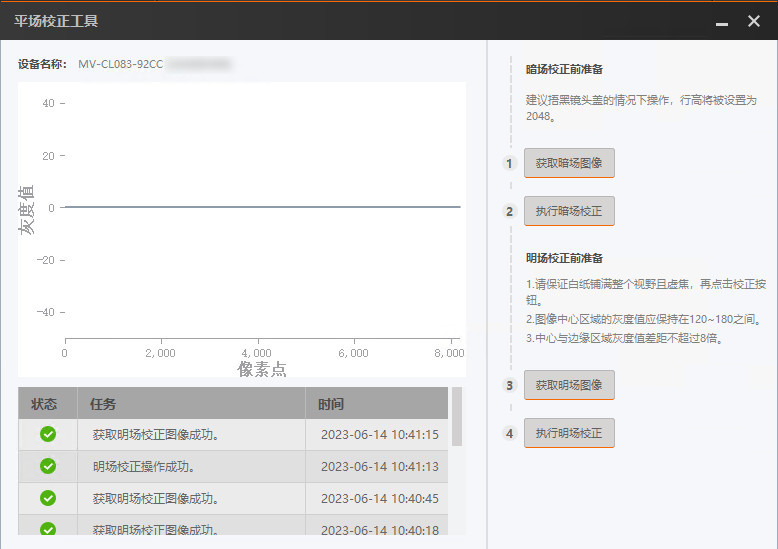 平场校正工具
设备名称： MV-CL083-92CC
40
20
0
-20
-40
灰度值
0 2,000 4,000 6,000 8,000
像素点
状态 任务 时间
获取明场校正图像成功。 2023-06-14 10:41:15
明场校正操作成功。 2023-06-14 10:41:13
获取明场校正图像成功。 2023-06-14 10:40:45
获取明场校正图像成功。 2023-06-14 10:40:18
暗场校正前准备
建议捂黑镜头盖的情况下操作，行高将被设置为
2048。
1 获取暗场图像
2 执行暗场校正
明场校正前准备
1.请保证白纸铺满整个视野且虚焦，再点击校正按
钮。
2.图像中心区域的灰度值应保持在120~180之间。
3.中心与边缘区域灰度值差距不超过8倍。
3 获取明场图像
4 执行明场校正